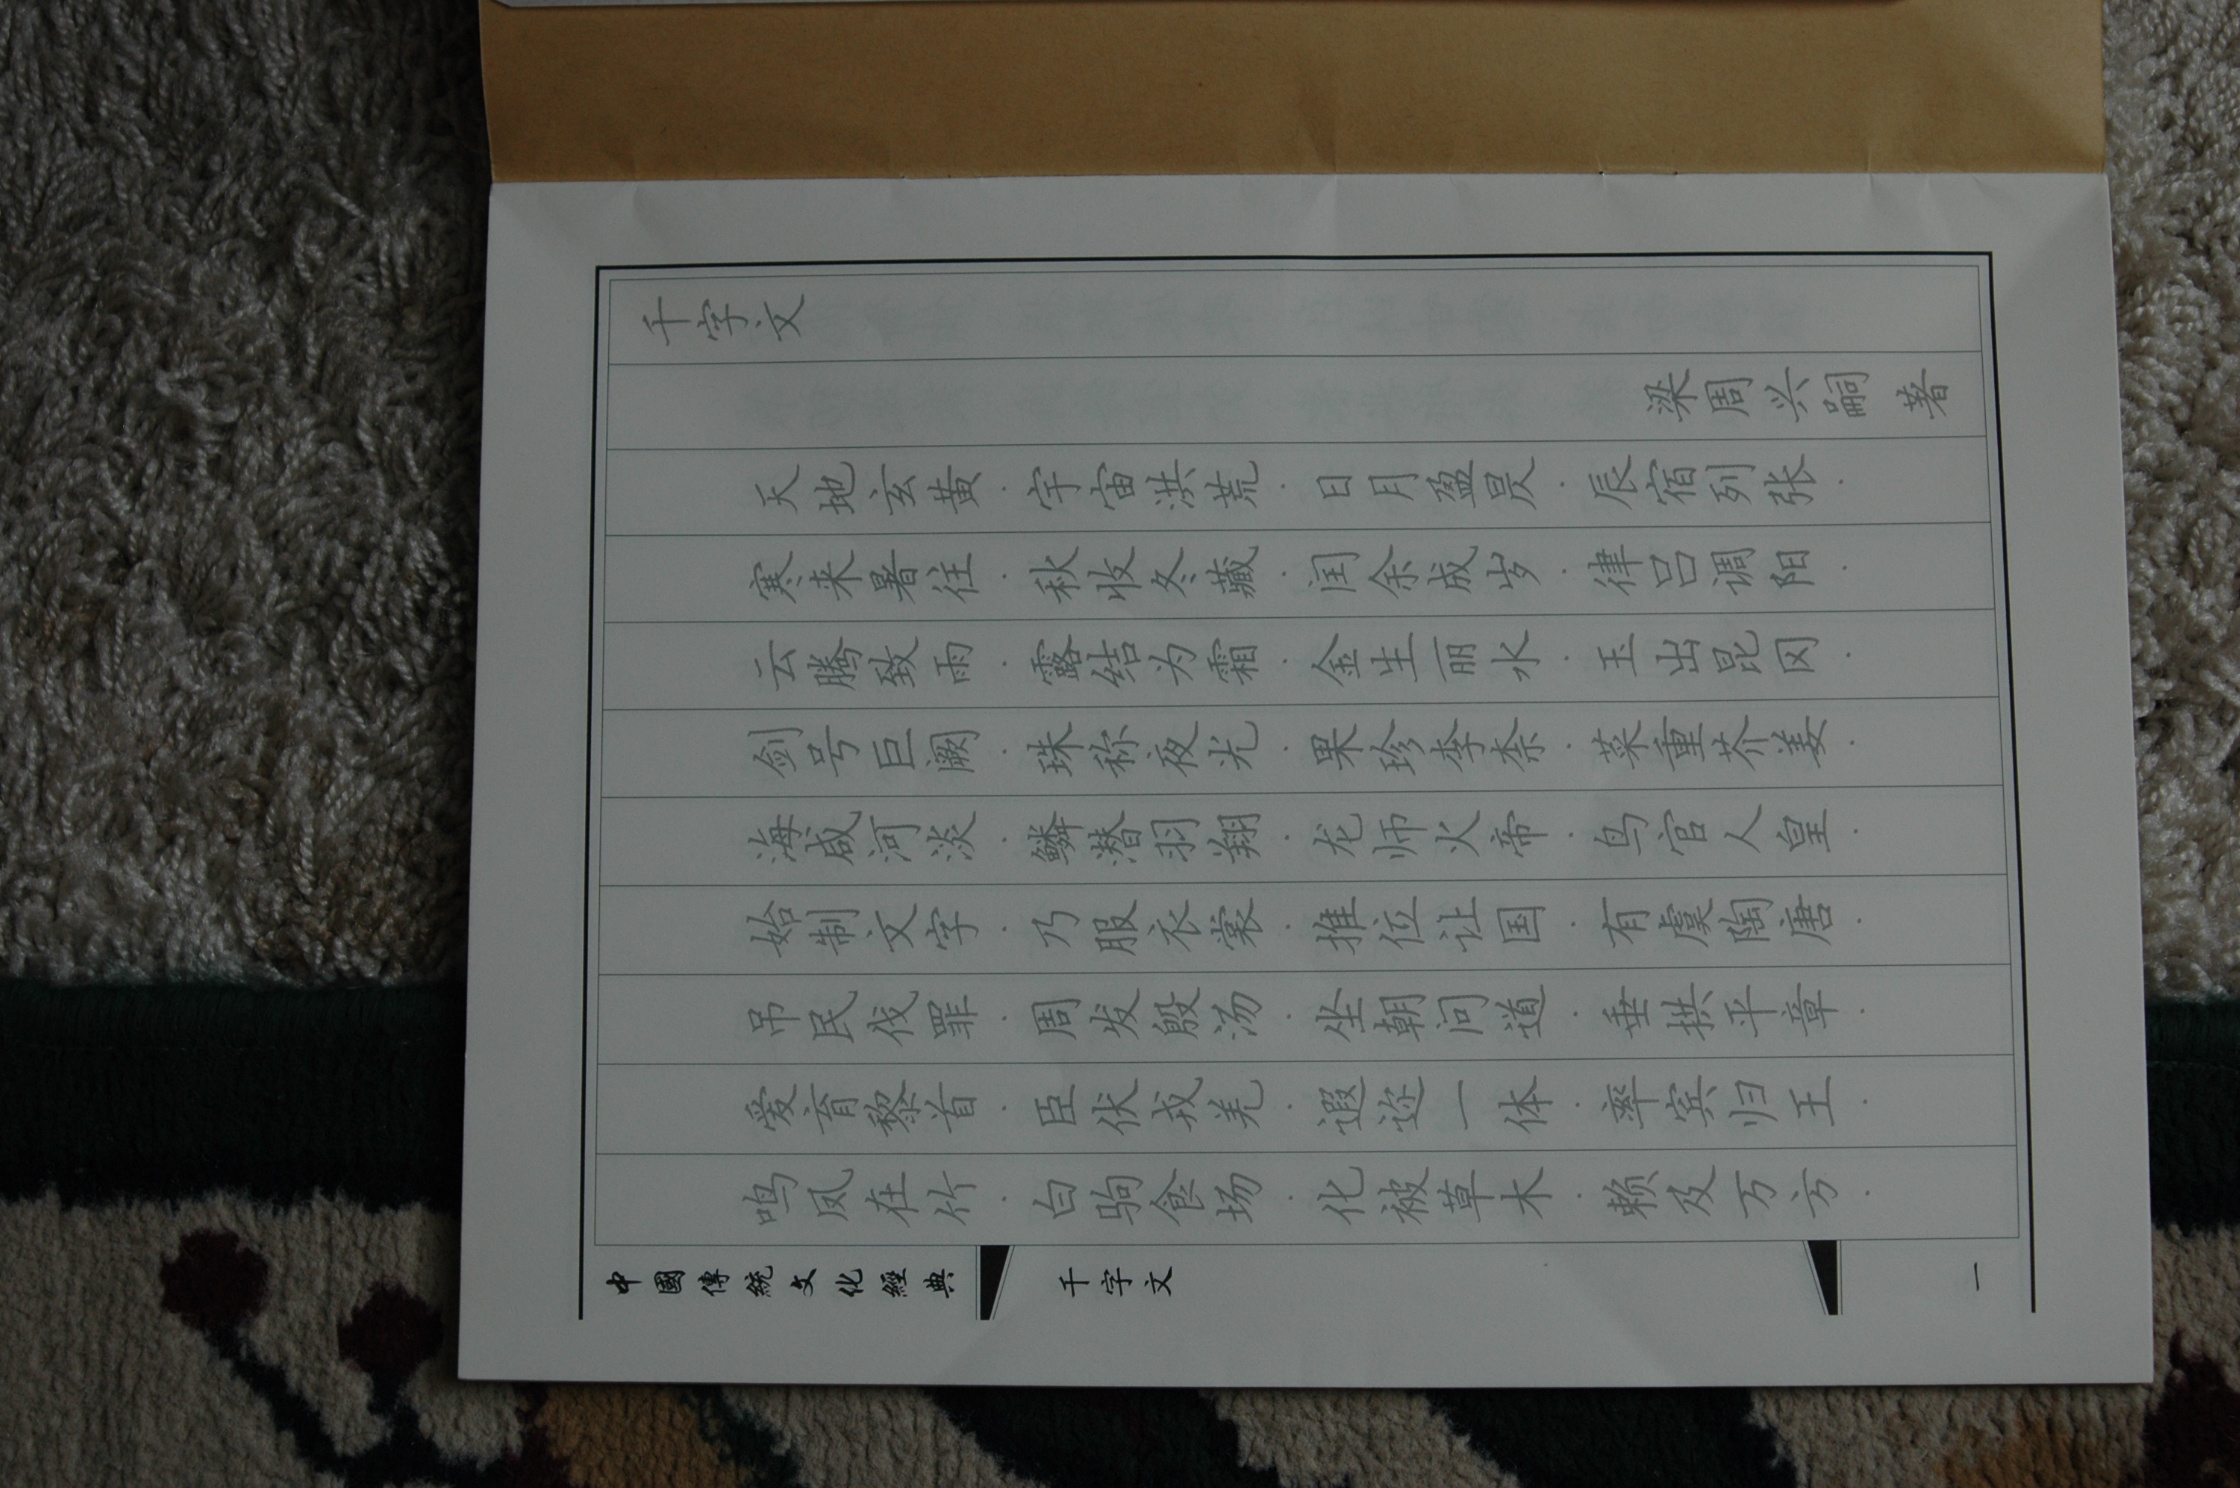 千字文
梁周兴嗣 著
天地玄黄·宇宙洪荒·日月盈昃·辰宿列张·
寒来暑往·秋收冬藏·闰余成岁·律吕调阳·
云腾致雨·露结为霜·金生丽水·玉出昆冈·
剑号巨阙·珠称夜光·果珍李柰·菜重芥姜·
海咸河淡·鳞潜羽翔·龙师火帝·鸟官人皇·
始制文字·乃服衣裳·推位让国·有虞陶唐·
吊民伐罪·周发殷汤·坐朝问道·垂拱平章·
爱育黎首·臣伏戎羌·遐迩一体·率宾归王·
鸣凤在竹·白驹食场·化被草木·赖及万方·
中國傳統文化經典
千字文
一